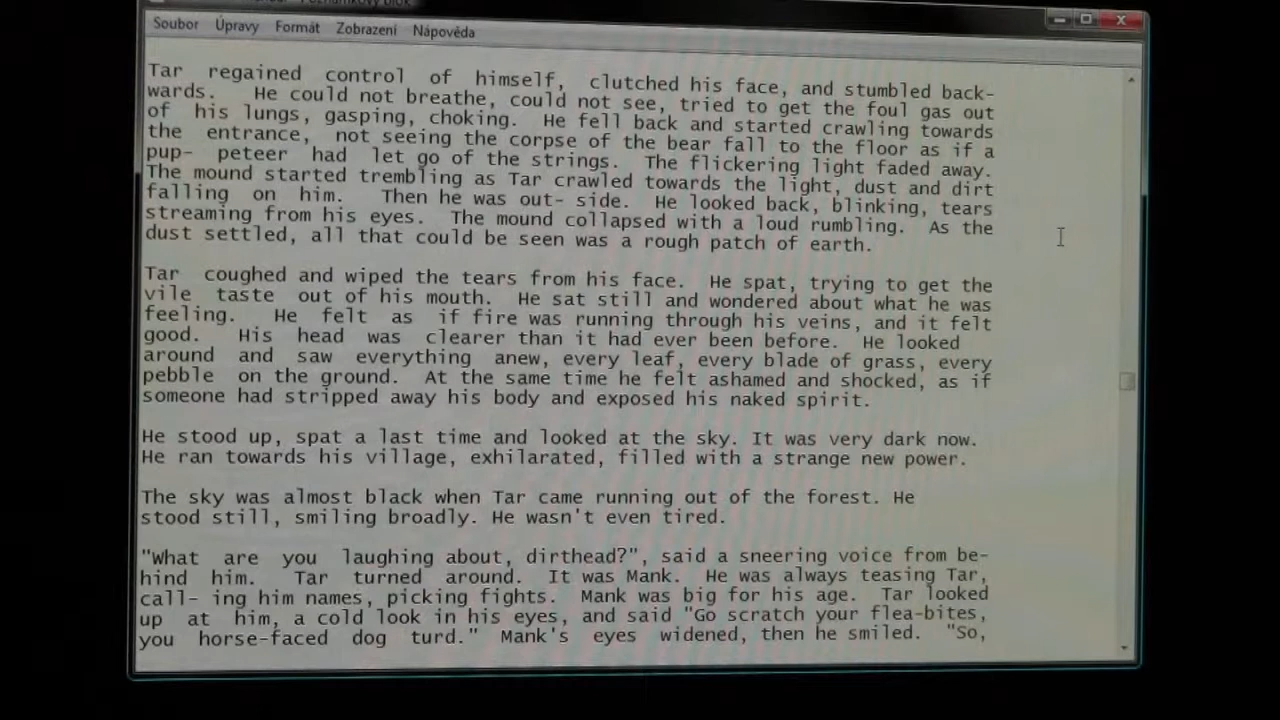 Poznámkový blok
Soubor Úpravy Formát Zobrazení Nápověda
Tar regained control of himself, clutched his face, and stumbled back-
wards. He could not breathe, could not see, tried to get the foul gas out
of his lungs, gasping, choking. He fell back and started crawling towards
the entrance, not seeing the corpse of the bear fall to the floor as if a
pup- peteer had let go of the strings. The flickering light faded away.
The mound started trembling as Tar crawled towards the light, dust and dirt
falling on him. Then he was out- side. He looked back, blinking, tears
streaming from his eyes. The mound collapsed with a loud rumbling. As the
dust settled, all that could be seen was a rough patch of earth.
Tar coughed and wiped the tears from his face. He spat, trying to get the
vile taste out of his mouth. He sat still and wondered about what he was
feeling. He felt as if fire was running through his veins, and it felt
good. His head was clearer than it had ever been before. He looked
around and saw everything anew, every leaf, every blade of grass, every
pebble on the ground. At the same time he felt ashamed and shocked, as if
someone had stripped away his body and exposed his naked spirit.
He stood up, spat a last time and looked at the sky. It was very dark now.
He ran towards his village, exhilarated, filled with a strange new power.
The sky was almost black when Tar came running out of the forest. He
stood still, smiling broadly. He wasn't even tired.
"What are you laughing about, dirthead?", said a sneering voice from be-
hind him. Tar turned around. It was Mank. He was always teasing Tar,
call- ing him names, picking fights. Mank was big for his age. Tar looked
up at him, a cold look in his eyes, and said "Go scratch your flea-bites,
you horse-faced dog turd." Mank's eyes widened, then he smiled. "So,